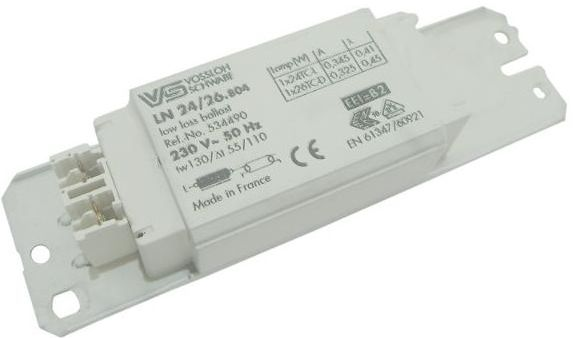 VS VOSSLOH
SCHWABE
LN 24/26.804
low loss ballast
Ref.-No. 534490
230 V~ 50 Hz
tw130/Δt 55/110
L
Made in France
Lamp(W) A λ
1x24TC-L 0,345 0,41
1x26TC-D 0,325 0,45
EEI=B2
10
EN 61347/60921
CE